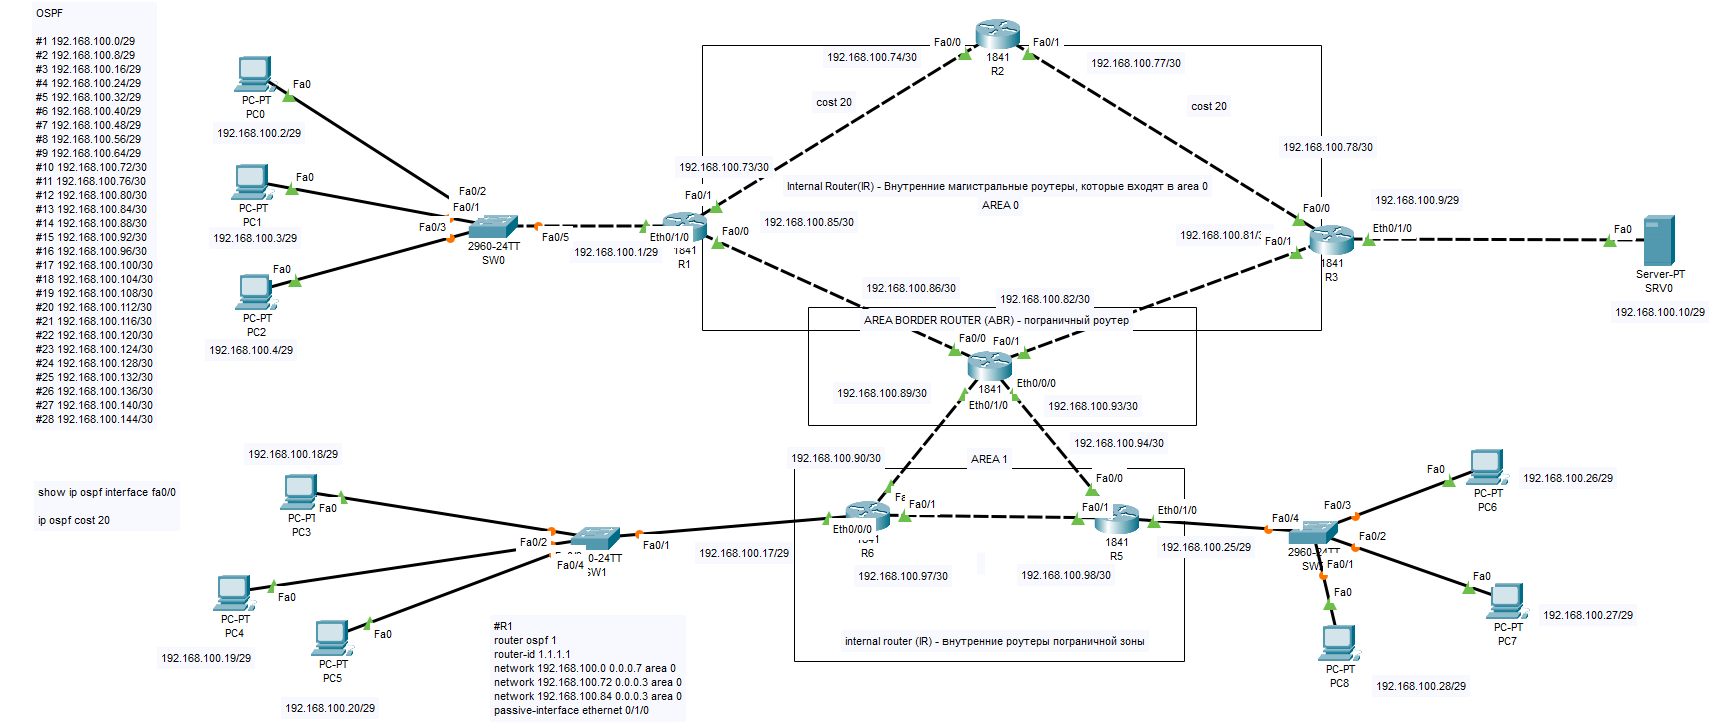 OSPF
#1 192.168.100.0/29
#2 192.168.100.8/29
#3 192.168.100.16/29
#4 192.168.100.24/29
#5 192.168.100.32/29
#6 192.168.100.40/29
#7 192.168.100.48/29
#8 192.168.100.56/29
#9 192.168.100.64/29
#10 192.168.100.72/30
#11 192.168.100.76/30
#12 192.168.100.80/30
#13 192.168.100.84/30
#14 192.168.100.88/30
#15 192.168.100.92/30
#16 192.168.100.96/30
#17 192.168.100.100/30
#18 192.168.100.104/30
#19 192.168.100.108/30
#20 192.168.100.112/30
#21 192.168.100.116/30
#22 192.168.100.120/30
#23 192.168.100.124/30
#24 192.168.100.128/30
#25 192.168.100.132/30
#26 192.168.100.136/30
#27 192.168.100.140/30
#28 192.168.100.144/30
show ip ospf interface fa0/0
ip ospf cost 20
Fa0
PC-PT
PC0
192.168.100.2/29
Fa0
PC-PT
PC1
192.168.100.3/29
Fa0
PC-PT
PC2
192.168.100.4/29
Fa0/2
Fa0/1
Fa0/3
2960-24TT
SW0
Fa0/5
192.168.100.1/29
192.168.100.73/30
Fa0/1
Fa0/0
Eth0/1/0
1841
R1
192.168.100.85/30
192.168.100.74/30
Fa0/0
Fa0/1
1841
R2
192.168.100.77/30
cost 20
cost 20
Internal Router(IR) - Внутренние магистральные роутеры, которые входят в area 0
AREA 0
192.168.100.78/30
Fa0/0
192.168.100.81/3
Fa0/1
1841
R3
192.168.100.9/29
Eth0/1/0
Fa0
Server-PT
SRV0
192.168.100.10/29
192.168.100.86/30
192.168.100.82/30
AREA BORDER ROUTER (ABR) - пограничный роутер
Fa0/0
Fa0/1
1841
Eth0/0/0
Eth0/1/0
192.168.100.89/30
192.168.100.93/30
192.168.100.94/30
192.168.100.90/30
AREA 1
Fa0/1
Eth0/0/0
1841
R6
192.168.100.97/30
Fa0/0
Fa0/1
Eth0/1/0
1841
R5
192.168.100.98/30
internal router (IR) - внутренние роутеры пограничной зоны
192.168.100.18/29
PC-PT
Fa0
PC3
Fa0
PC-PT
PC4
192.168.100.19/29
Fa0
PC-PT
PC5
192.168.100.20/29
Fa0/2
Fa0/4
Fa0/1
0-24TT
SW1
192.168.100.17/29
#R1
router ospf 1
router-id 1.1.1.1
network 192.168.100.0 0.0.0.7 area 0
network 192.168.100.72 0.0.0.3 area 0
network 192.168.100.84 0.0.0.3 area 0
passive-interface ethernet 0/1/0
192.168.100.25/29
Fa0/4
Fa0/3
Fa0/2
2960-24TT
Fa0/1
Fa0
PC-PT
PC6
192.168.100.26/29
Fa0
PC-PT
PC7
192.168.100.27/29
Fa0
PC-PT
PC8
192.168.100.28/29